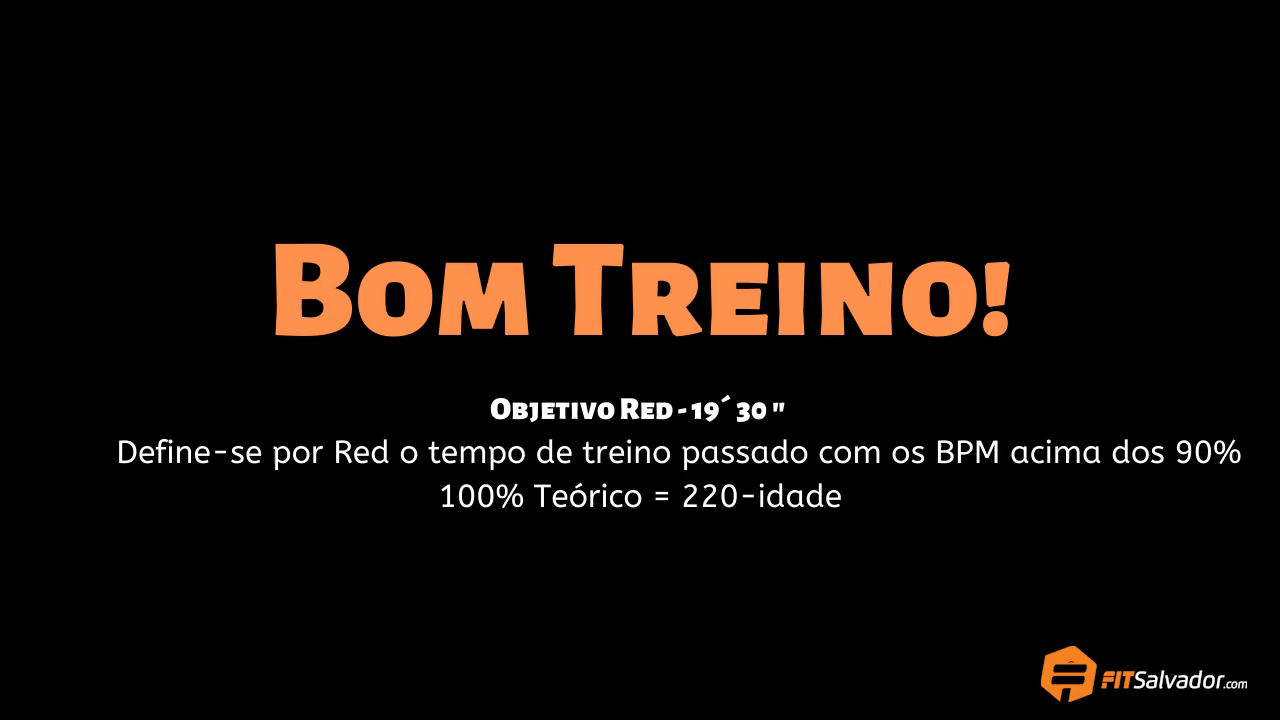 Bom Treino!
Objetivo Red - 19´ 30 "
Define-se por Red o tempo de treino passado com os BPM acima dos 90%
100% Teórico = 220-idade
FITSalvador.com